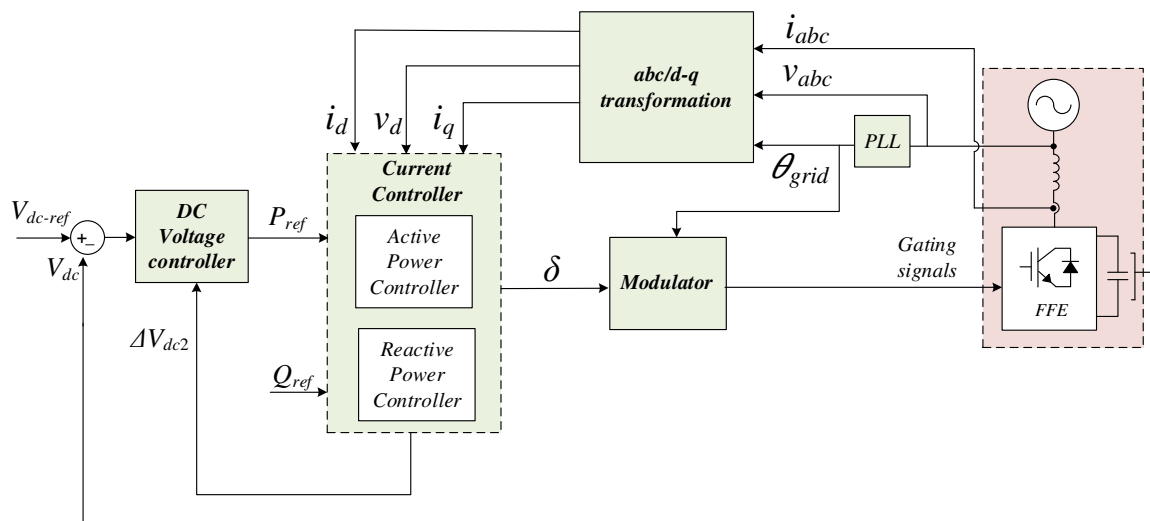 abc/d-q
transformation
i_abc
v_abc
PLL
θ_grid
i_d
v_d
i_q
Current
Controller
Active
Power
Controller
Reactive
Power
Controller
V_dc-ref
+
-
V_dc
DC
Voltage
controller
P_ref
ΔV_dc2
Q_ref
δ
Modulator
Gating
signals
FFE